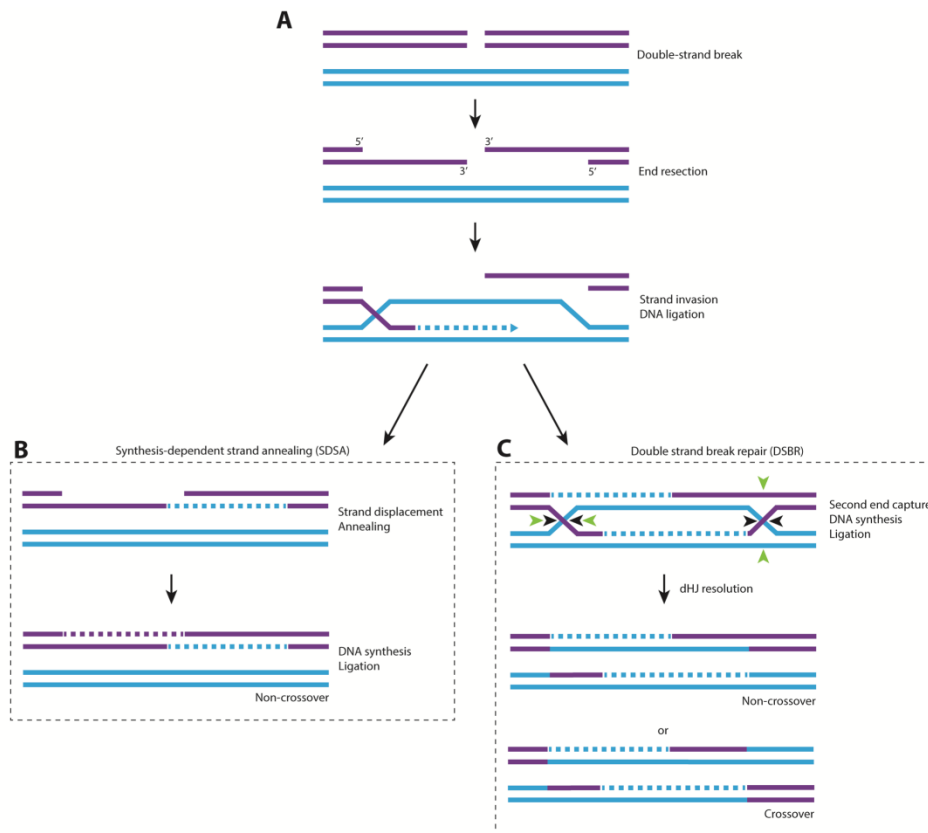 A
Double-strand break
5’
3’
3’
5’
End resection
Strand invasion
DNA ligation
B
Synthesis-dependent strand annealing (SDSA)
Strand displacement
Annealing
DNA synthesis
Ligation
Non-crossover
C
Double strand break repair (DSBR)
Second end capture
DNA synthesis
Ligation
dHJ resolution
Non-crossover
or
Crossover